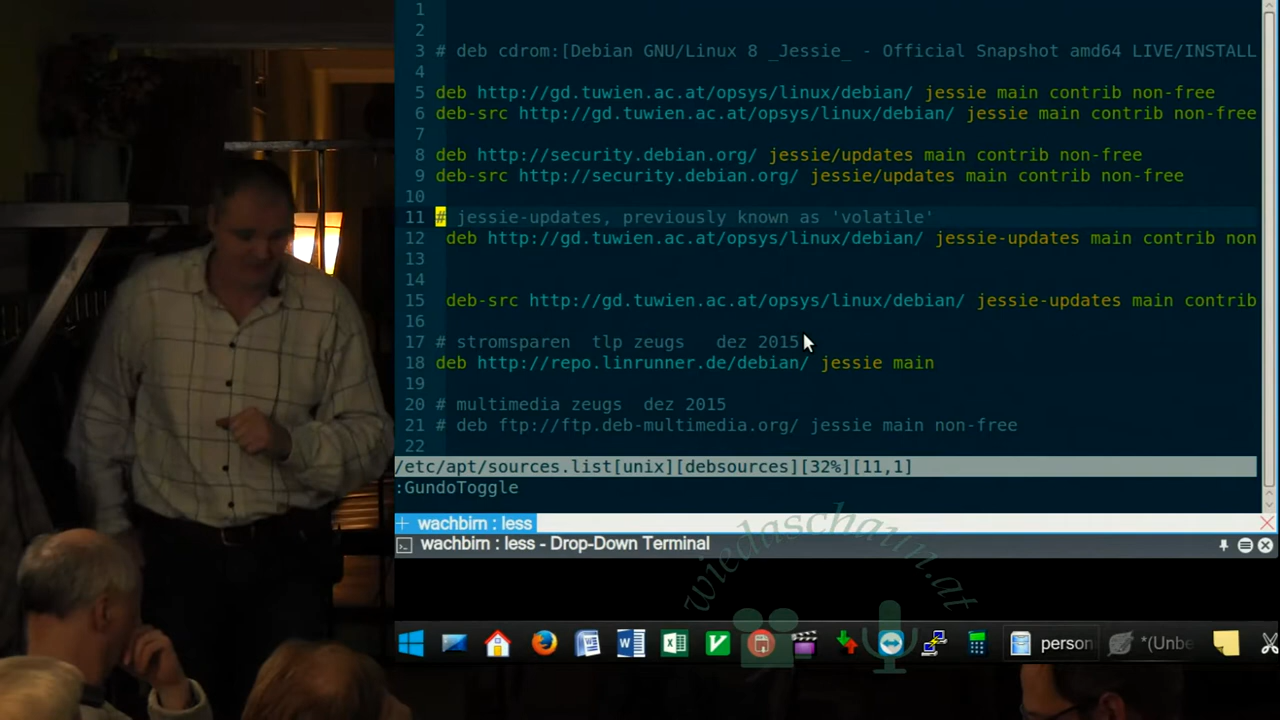 1
2
3 # deb cdrom:[Debian GNU/Linux 8 _Jessie_ - Official Snapshot amd64 LIVE/INSTALL
4
5 deb http://gd.tuwien.ac.at/opsys/linux/debian/ jessie main contrib non-free
6 deb-src http://gd.tuwien.ac.at/opsys/linux/debian/ jessie main contrib non-free
7
8 deb http://security.debian.org/ jessie/updates main contrib non-free
9 deb-src http://security.debian.org/ jessie/updates main contrib non-free
10
11 # jessie-updates, previously known as 'volatile'
12 deb http://gd.tuwien.ac.at/opsys/linux/debian/ jessie-updates main contrib non
13
14
15 deb-src http://gd.tuwien.ac.at/opsys/linux/debian/ jessie-updates main contrib
16
17 # stromsparen tlp zeugs dez 2015
18 deb http://repo.linrunner.de/debian/ jessie main
19
20 # multimedia zeugs dez 2015
21 # deb ftp://ftp.deb-multimedia.org/ jessie main non-free
22
/etc/apt/sources.list[unix][debsources][32%][11,1]
:GundoToggle
wachbirn : less
wachbirn : less - Drop-Down Terminal
wiedaschaun.at
person
*(Unbe